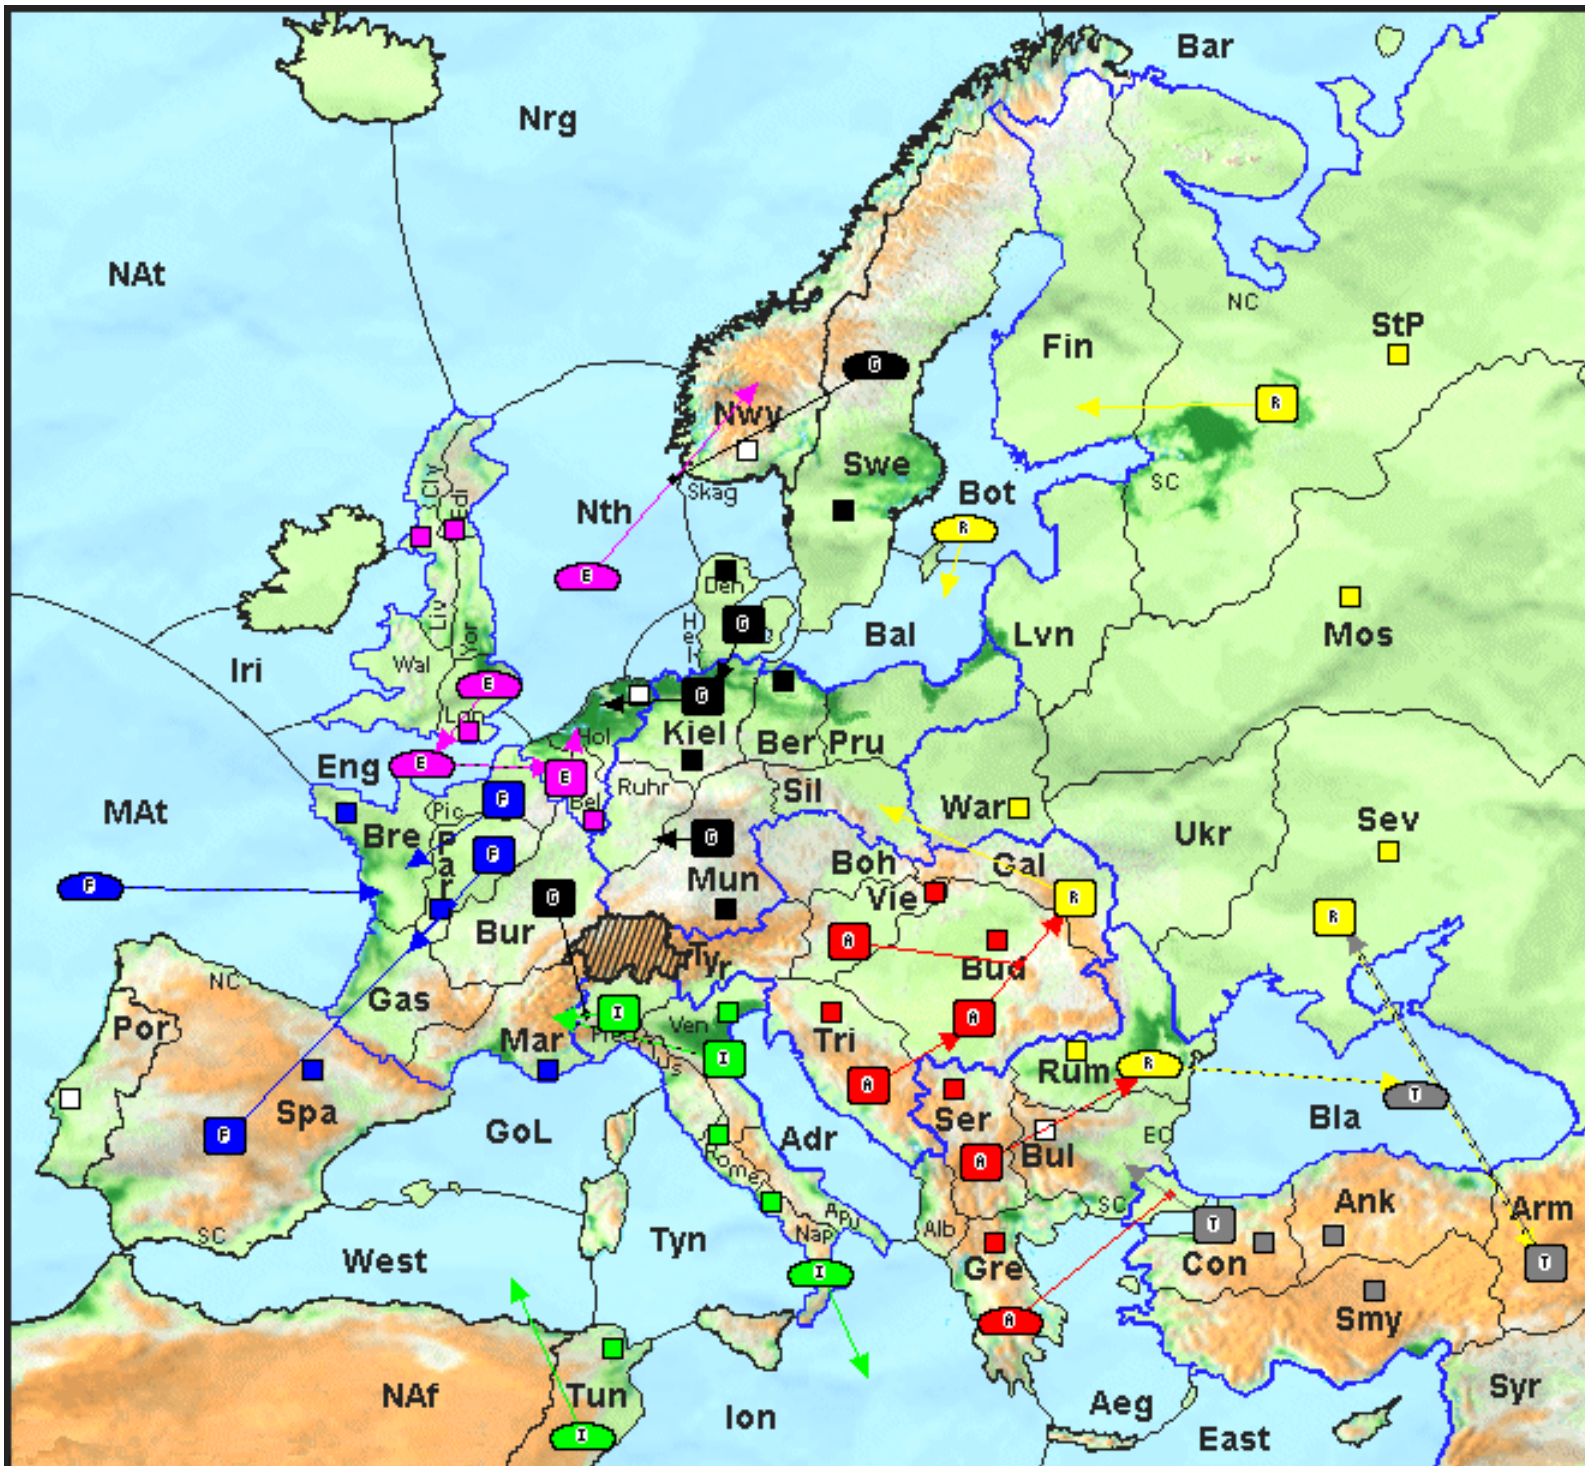 Bar
Nrg
NAt
NC
StP
Fin
G
R
Nwy
Swe
SC
Skag
Bot
Cly
Edi
Nth
R
E
Den
Mos
Liv
Yor
Hel
G
Bal
Lvn
Iri
Wal
E
G
Lon
Hol
Kiel
Ber
Pru
Eng
E
E
Ruhr
Sil
MAt
Pic
F
Bel
War
Ukr
Sev
Bre
Par
F
G
Boh
Gal
F
Mun
Vie
G
R
R
Bur
Tyr
A
Bud
NC
Gas
Por
Mar
I
Pied
Ven
Tus
I
Tri
A
A
Rum
R
Ser
T
Spa
F
GoL
Adr
Bla
EC
Bul
A
Rome
SC
West
Tyn
Apu
Nap
Alb
SC
T
Con
Ank
Arm
T
I
Gre
A
Smy
NAf
Tun
I
Ion
Aeg
East
Syr